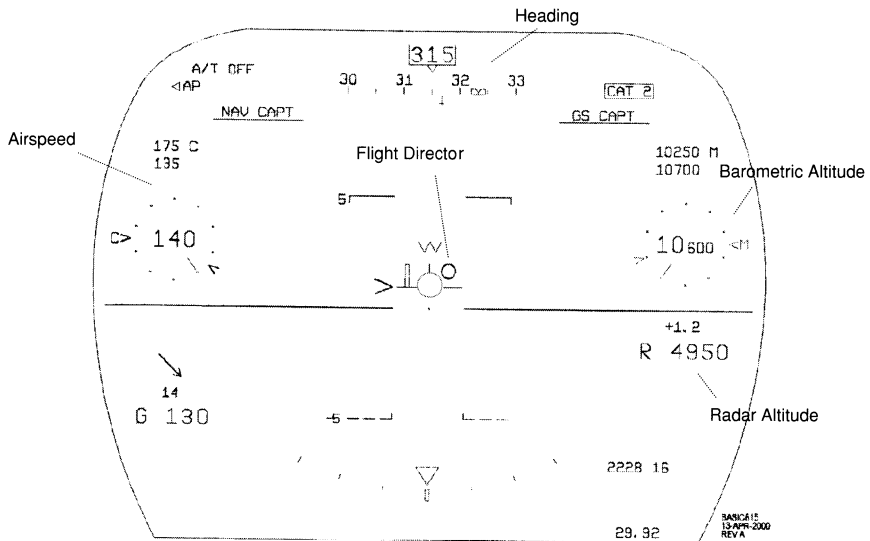 Heading
315
A/T OFF
◁AP
30 31 32 33
CAT 2
NAV CAPT
GS CAPT
Airspeed
175 C
135
Flight Director
10250 M
10700
Barometric Altitude
5
C> 140
10600 <M
+1.2
R 4950
14
G 130
-5
Radar Altitude
2228 16
29.92
BASIC615
13-APR-2000
REV A